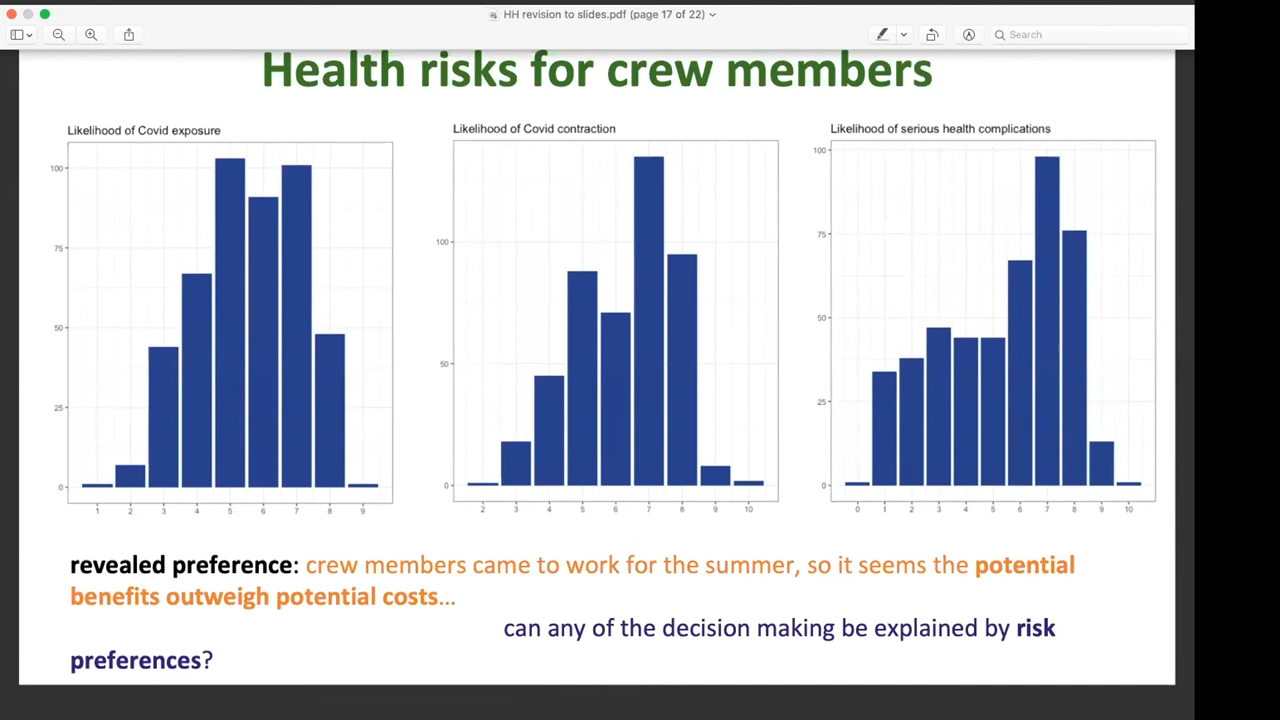 HH revision to slides.pdf (page 17 of 22)
Search
Health risks for crew members
Likelihood of Covid exposure
100
75
50
25
0
1 2 3 4 5 6 7 8 9
Likelihood of Covid contraction
100
50
0
2 3 4 5 6 7 8 9 10
Likelihood of serious health complications
100
75
50
25
0
0 1 2 3 4 5 6 7 8 9 10
revealed preference: crew members came to work for the summer, so it seems the potential
benefits outweigh potential costs…
can any of the decision making be explained by risk
preferences?